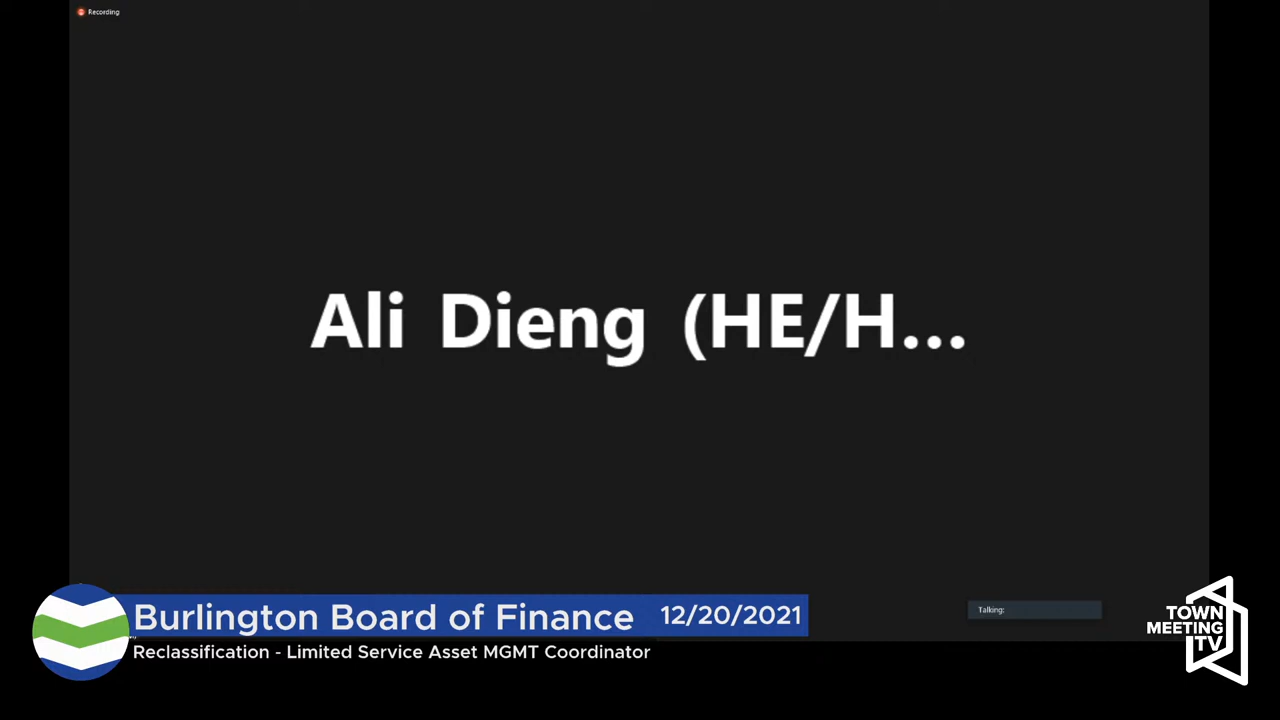 Recording
Ali Dieng (HE/H...
Burlington Board of Finance 12/20/2021
Talking:
Reclassification - Limited Service Asset MGMT Coordinator
TOWN
MEETING
TV